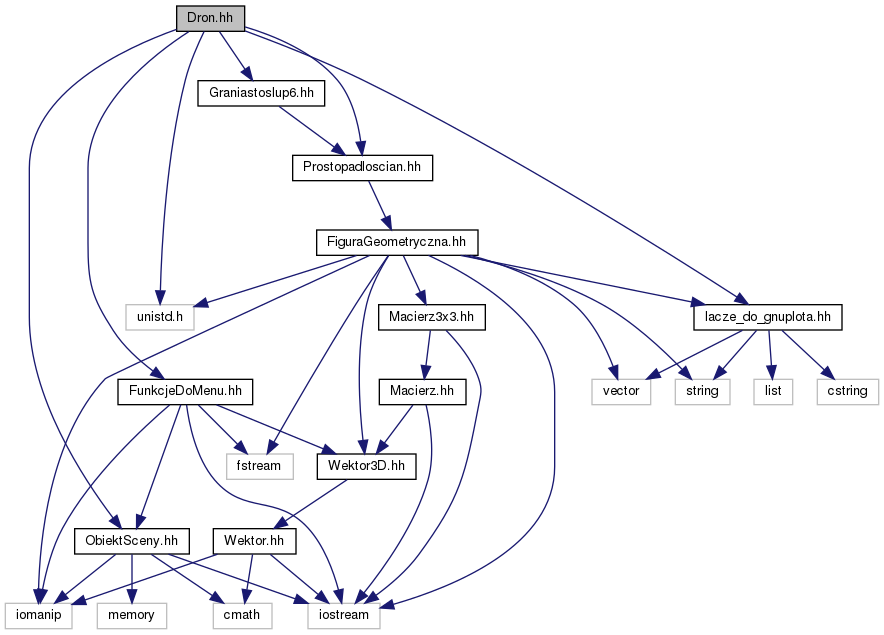 Dron.hh
Graniastoslup6.hh
Prostopadloscian.hh
FiguraGeometryczna.hh
unistd.h
Macierz3x3.hh
lacze_do_gnuplota.hh
FunkcjeDoMenu.hh
Macierz.hh
vector
string
list
cstring
fstream
Wektor3D.hh
ObiektSceny.hh
Wektor.hh
iomanip
memory
cmath
iostream